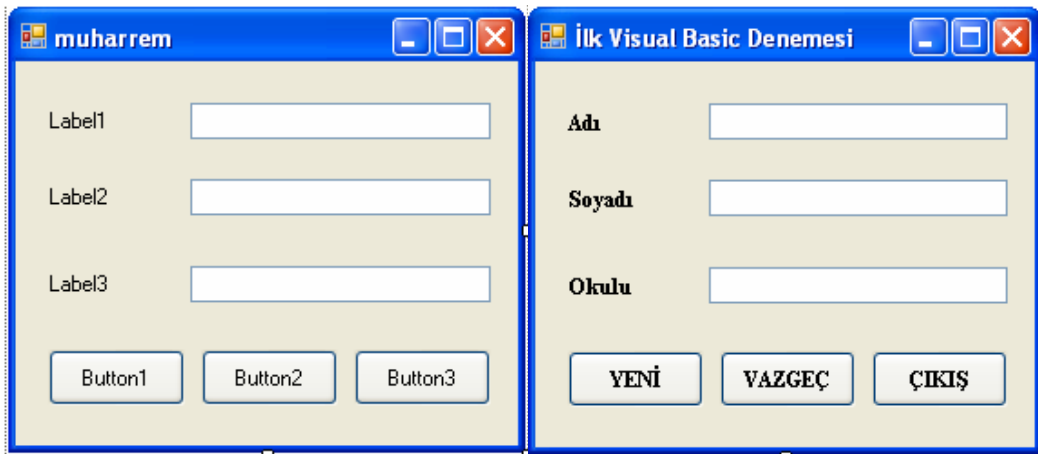 muharrem
Label1
Label2
Label3
Button1 Button2 Button3
İlk Visual Basic Denemesi
Adı
Soyadı
Okulu
YENİ VAZGEÇ ÇIKIŞ